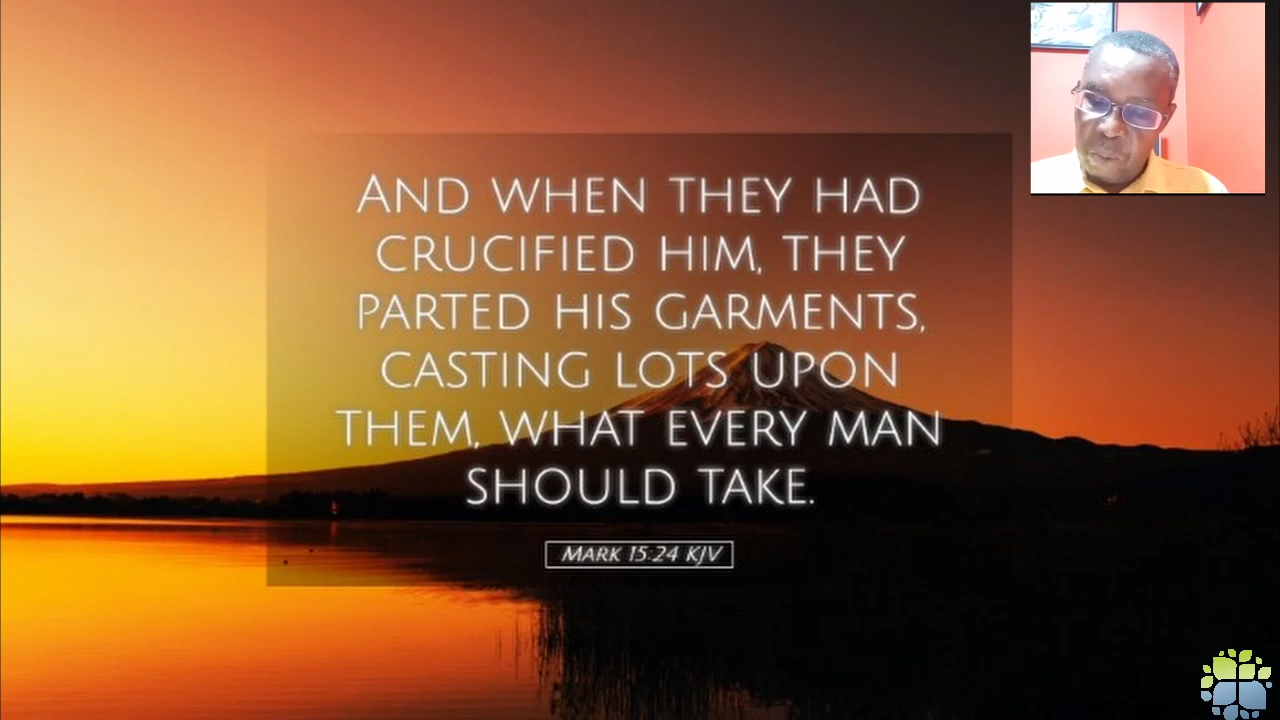 AND WHEN THEY HAD
CRUCIFIED HIM, THEY
PARTED HIS GARMENTS,
CASTING LOTS UPON
THEM, WHAT EVERY MAN
SHOULD TAKE.
MARK 15:24 KJV